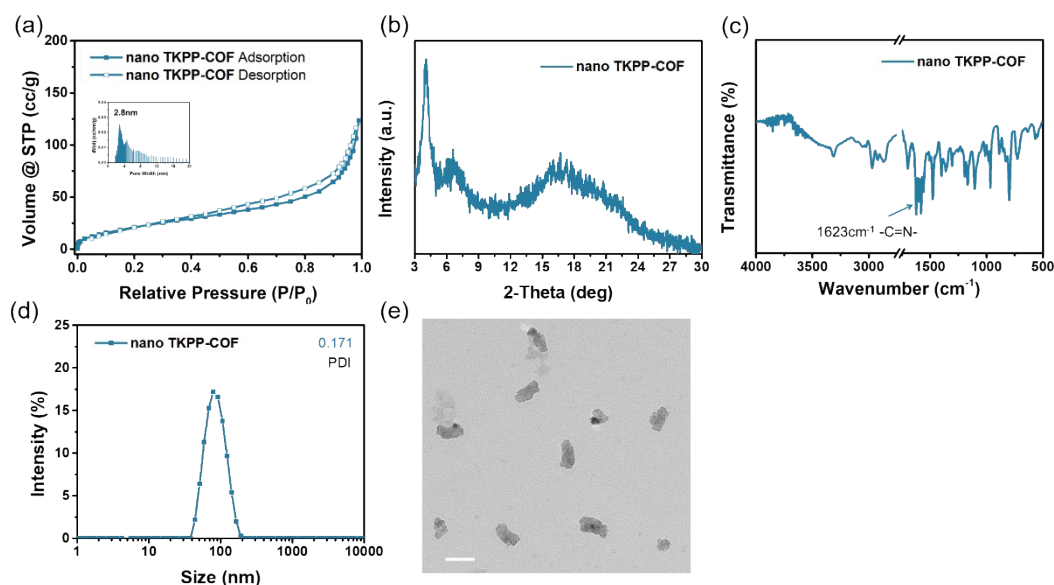 (a)
200
150
100
50
0
0.0 0.2 0.4 0.6 0.8 1.0
Volume @ STP (cc/g)
Relative Pressure (P/P₀)
nano TKPP-COF Adsorption
nano TKPP-COF Desorption
2.8nm
Pore Width (nm)
(b)
Intensity (a.u.)
nano TKPP-COF
3 6 9 12 15 18 21 24 27 30
2-Theta (deg)
(c)
Transmittance (%)
nano TKPP-COF
1623cm⁻¹ -C=N-
4000 3000 1500 1000 500
Wavenumber (cm⁻¹)
(d)
25
20
15
10
5
0
Intensity (%)
nano TKPP-COF
0.171
PDI
1 10 100 1000 10000
Size (nm)
(e)